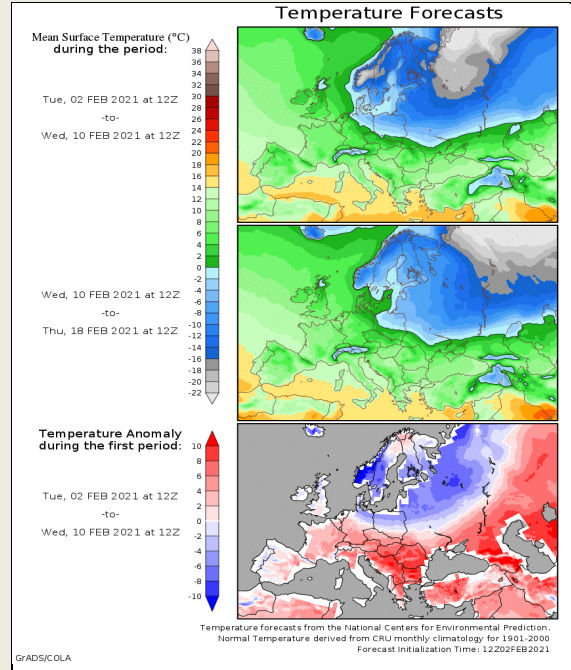 Temperature Forecasts
Mean Surface Temperature (°C)
during the period:
38
36
34
32
30
28
26
24
22
20
18
16
14
12
10
8
6
4
2
0
-2
-4
-6
-8
-10
-12
-14
-16
-18
-20
-22
Tue, 02 FEB 2021 at 12Z
-to-
Wed, 10 FEB 2021 at 12Z
Wed, 10 FEB 2021 at 12Z
-to-
Thu, 18 FEB 2021 at 12Z
Temperature Anomaly
during the first period:
10
8
6
4
2
0
-2
-4
-6
-8
-10
Tue, 02 FEB 2021 at 12Z
-to-
Wed, 10 FEB 2021 at 12Z
Temperature forecasts from the National Centers for Environmental Prediction.
Normal Temperature derived from CRU monthly climatology for 1901-2000
Forecast Initialization Time: 12Z02FEB2021
GrADS/COLA